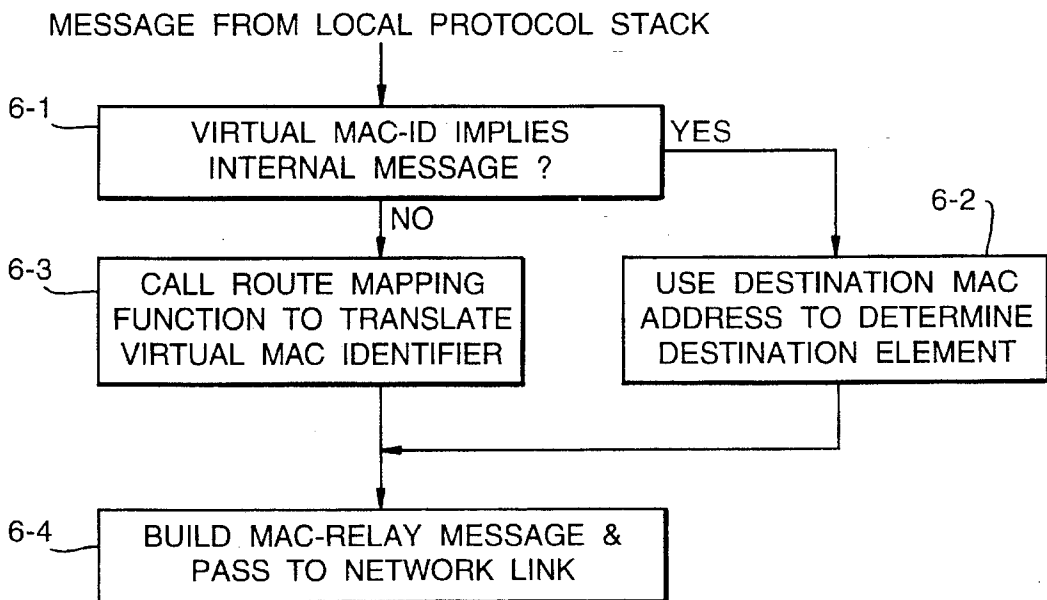 MESSAGE FROM LOCAL PROTOCOL STACK
6-1
VIRTUAL MAC-ID IMPLIES
INTERNAL MESSAGE ?
YES
NO
6-2
6-3
CALL ROUTE MAPPING
FUNCTION TO TRANSLATE
VIRTUAL MAC IDENTIFIER
USE DESTINATION MAC
ADDRESS TO DETERMINE
DESTINATION ELEMENT
6-4
BUILD MAC-RELAY MESSAGE &
PASS TO NETWORK LINK